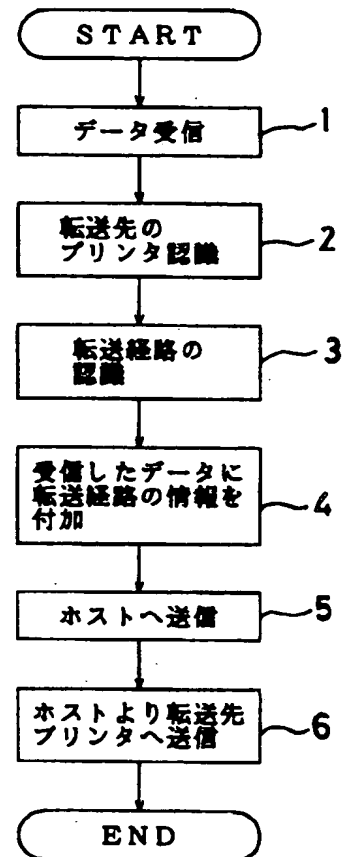 START
データ受信
1
転送先の
プリンタ認識
2
転送経路の
認識
3
受信したデータに
転送経路の情報を
付加
4
ホストへ送信
5
ホストより転送先
プリンタへ送信
6
END